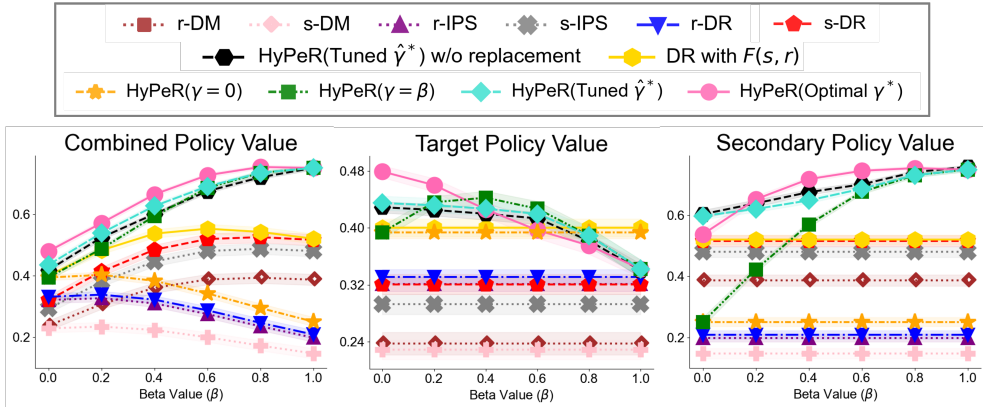 r-DM s-DM r-IPS s-IPS r-DR s-DR
HyPeR(Tuned γ̂*) w/o replacement DR with F(s, r)
HyPeR(γ = 0) HyPeR(γ = β) HyPeR(Tuned γ̂*) HyPeR(Optimal γ*)
Combined Policy Value
0.6
0.4
0.2
0.0 0.2 0.4 0.6 0.8 1.0
Beta Value (β)
Target Policy Value
0.48
0.40
0.32
0.24
0.0 0.2 0.4 0.6 0.8 1.0
Beta Value (β)
Secondary Policy Value
0.6
0.4
0.2
0.0 0.2 0.4 0.6 0.8 1.0
Beta Value (β)